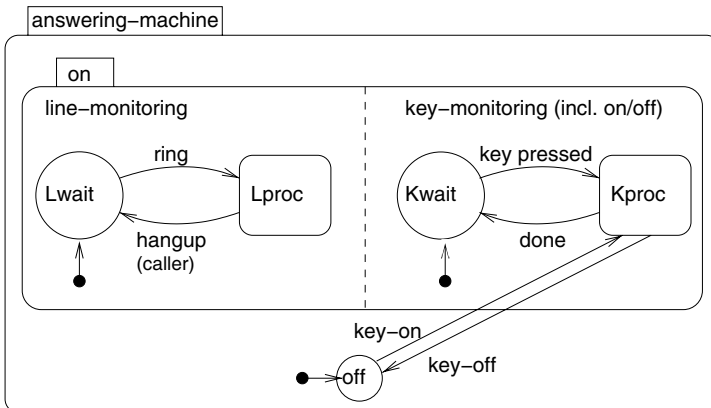 answering−machine
on
line−monitoring
key−monitoring (incl. on/off)
ring
key pressed
Lwait
Lproc
Kwait
Kproc
hangup
(caller)
done
key−on
key−off
off